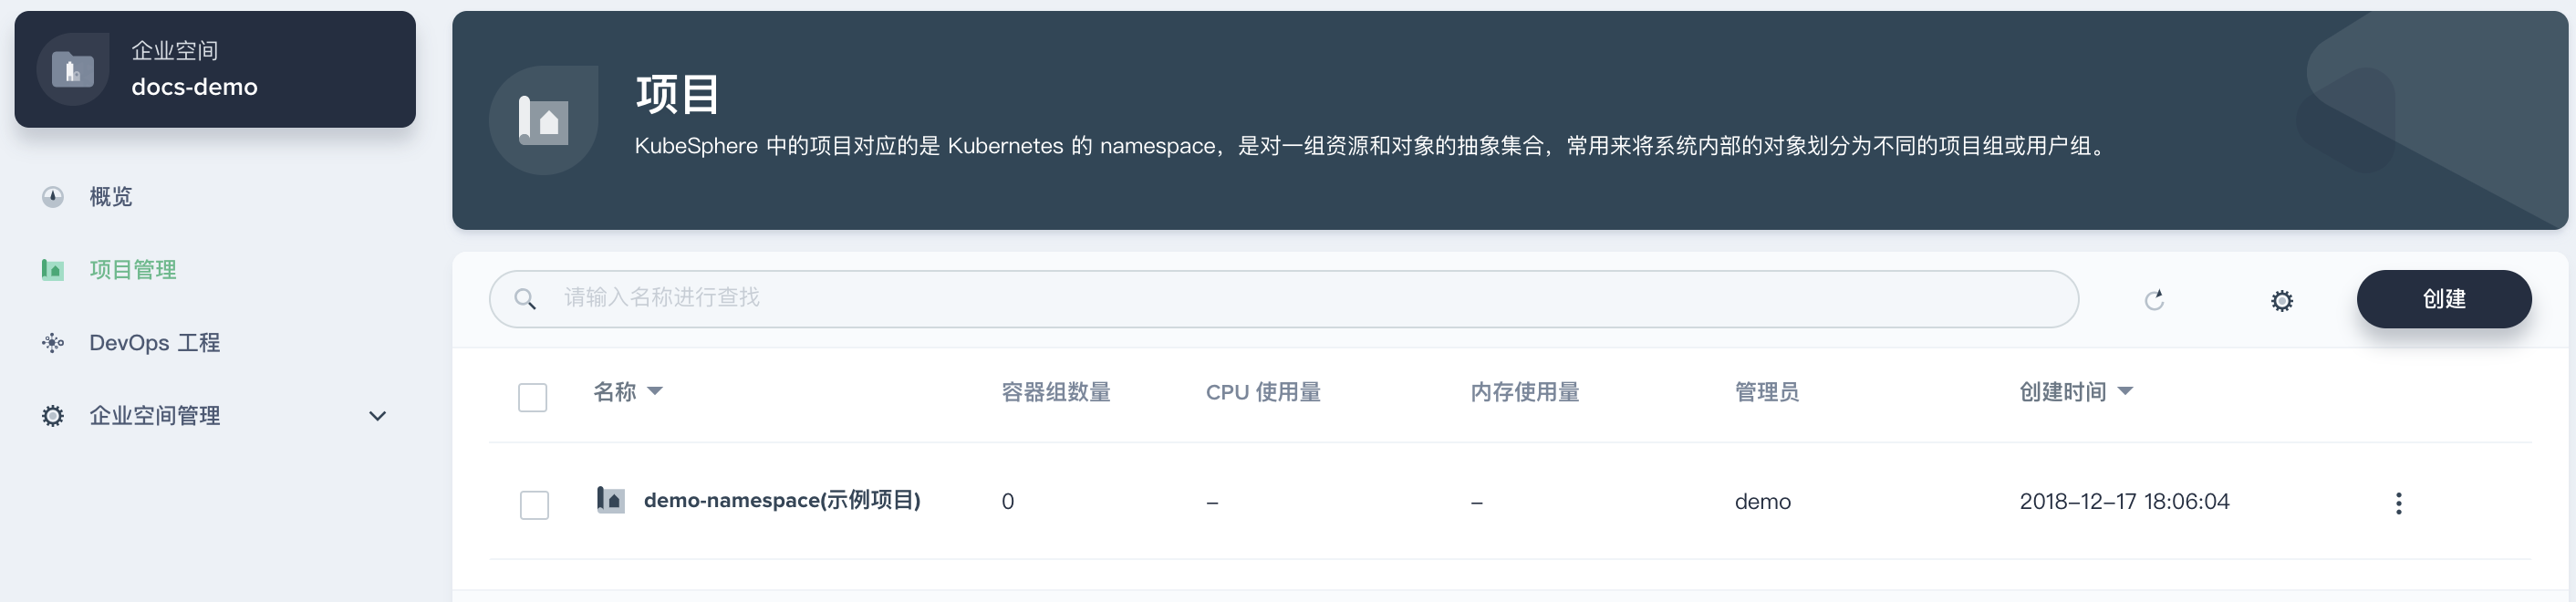 企业空间
docs-demo
概览
项目管理
DevOps 工程
企业空间管理
项目
KubeSphere 中的项目对应的是 Kubernetes 的 namespace，是对一组资源和对象的抽象集合，常用来将系统内部的对象划分为不同的项目组或用户组。
请输入名称进行查找
创建
名称 容器组数量 CPU 使用量 内存使用量 管理员 创建时间
demo-namespace(示例项目) 0 – – demo 2018–12–17 18:06:04